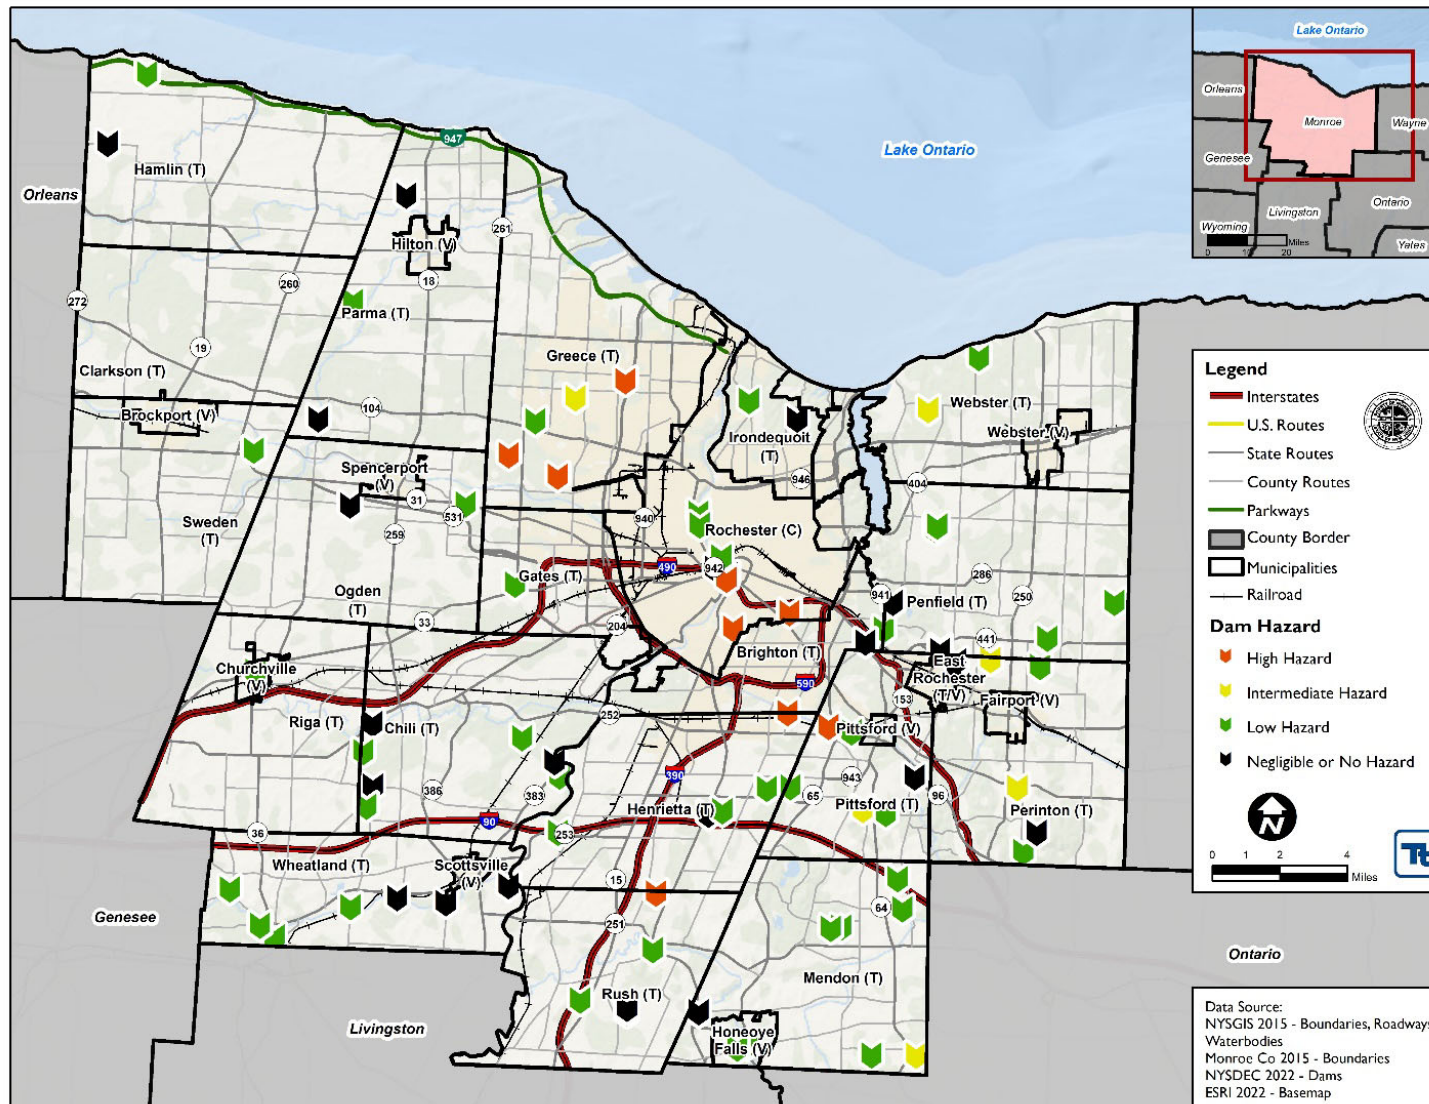 Lake Ontario
Orleans
Monroe
Wayne
Genesee
Ontario
Livingston
Wyoming
Yates
0 10 20 Miles
947
Lake Ontario
Hamlin (T)
Orleans
261
Hilton (V)
18
260
272
Parma (T)
19
Greece (T)
Clarkson (T)
104
Brockport (V)
Webster (T)
Webster (V)
Irondequoit
(T)
Spencerport
(V)
31
946
404
531
940
Sweden
(T)
259
Rochester (C)
490
942
Gates (T)
286
Ogden
(T)
941
250
Penfield (T)
33
204
441
Brighton (T)
Churchville
(V)
East
Rochester
(T/V)
590
153
Fairport (V)
Riga (T)
Chili (T)
252
Pittsford (V)
390
943
386
383
65
96
Henrietta (T)
Pittsford (T)
Perinton (T)
90
253
36
Wheatland (T)
Scottsville
(V)
15
64
Genesee
251
Ontario
Mendon (T)
Rush (T)
Livingston
Honeoye
Falls (V)
Legend
Interstates
U.S. Routes
State Routes
County Routes
Parkways
County Border
Municipalities
Railroad
Dam Hazard
High Hazard
Intermediate Hazard
Low Hazard
Negligible or No Hazard
N
0 1 2 4
Miles
Tt
Data Source:
NYSGIS 2015 - Boundaries, Roadways
Waterbodies
Monroe Co 2015 - Boundaries
NYSDEC 2022 - Dams
ESRI 2022 - Basemap